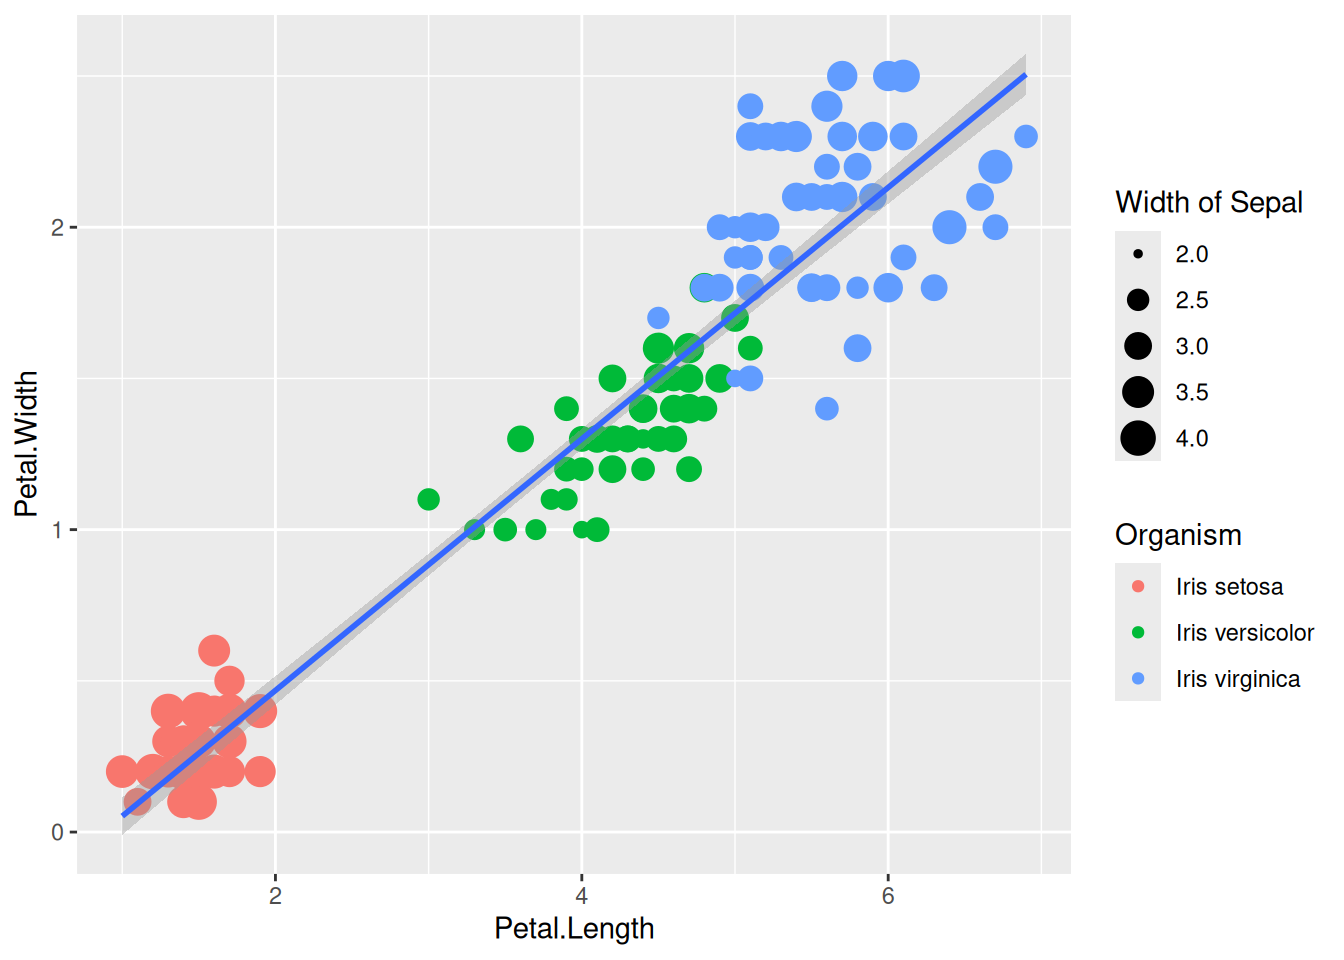 Petal.Width
2
1
0
2
4
6
Petal.Length
Width of Sepal
2.0
2.5
3.0
3.5
4.0
Organism
Iris setosa
Iris versicolor
Iris virginica